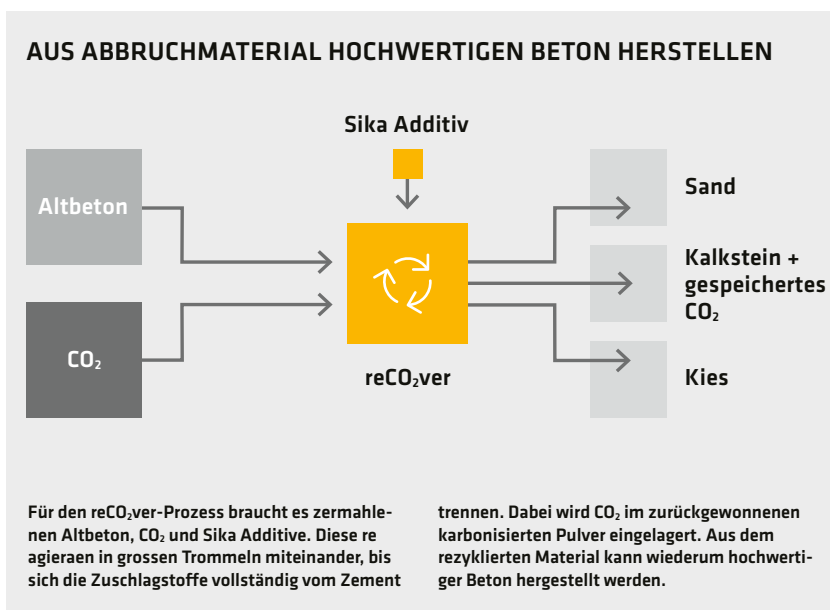 AUS ABBRUCHMATERIAL HOCHWERTIGEN BETON HERSTELLEN
Sika Additiv
Altbeton
CO₂
reCO₂ver
Sand
Kalkstein +
gespeichertes
CO₂
Kies
Für den reCO₂ver-Prozess braucht es zermahle-
nen Altbeton, CO₂ und Sika Additive. Diese re
agieraen in grossen Trommeln miteinander, bis
sich die Zuschlagstoffe vollständig vom Zement
trennen. Dabei wird CO₂ im zurückgewonnenen
karbonisierten Pulver eingelagert. Aus dem
rezyklierten Material kann wiederum hochwerti-
ger Beton hergestellt werden.